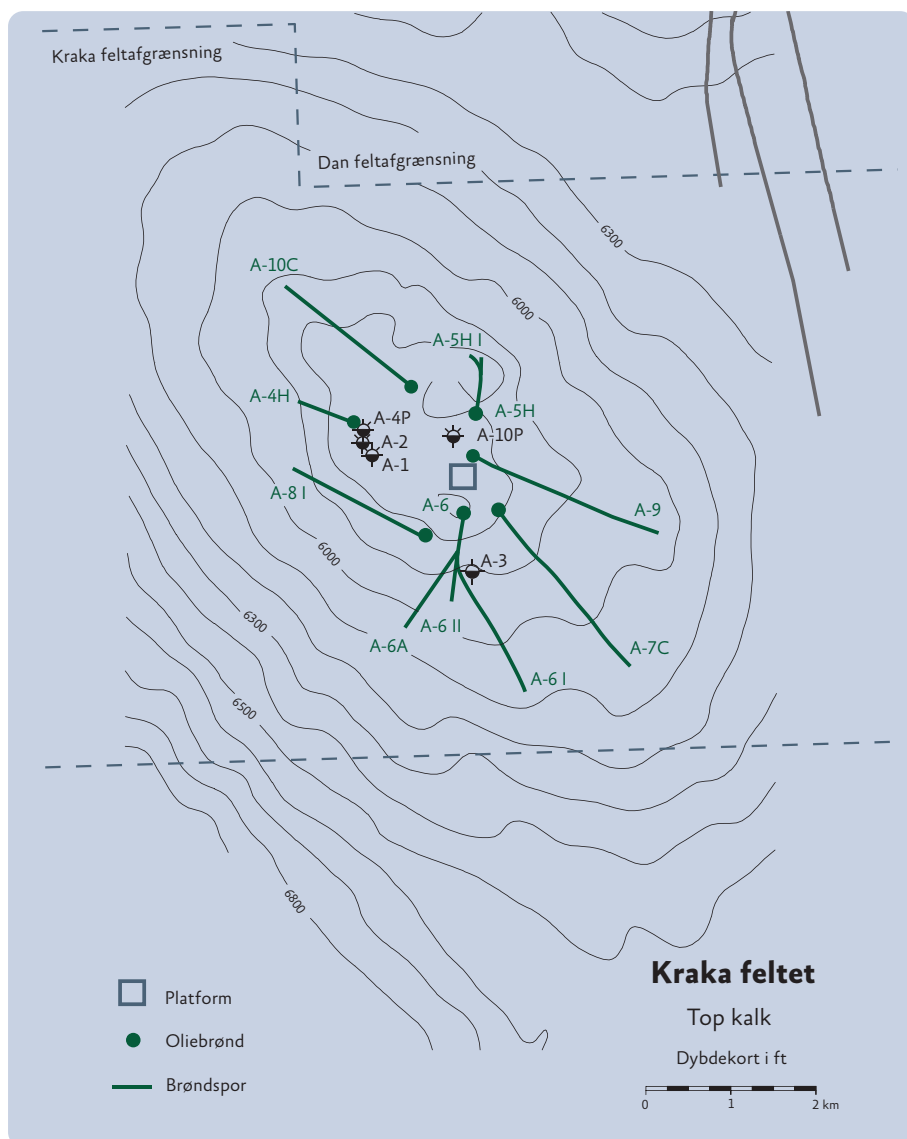 Kraka feltafgrænsning
Dan feltafgrænsning
6300
A-10C
6000
A-5H I
A-4H
A-4P
A-5H
A-10P
A-2
A-1
A-8 I
A-6
A-9
6000
A-3
6300
A-6A
A-6 II
A-7C
A-6 I
6500
6800
Kraka feltet
Top kalk
Dybdekort i ft
0 1 2 km
Platform
Oliebrønd
Brøndspor